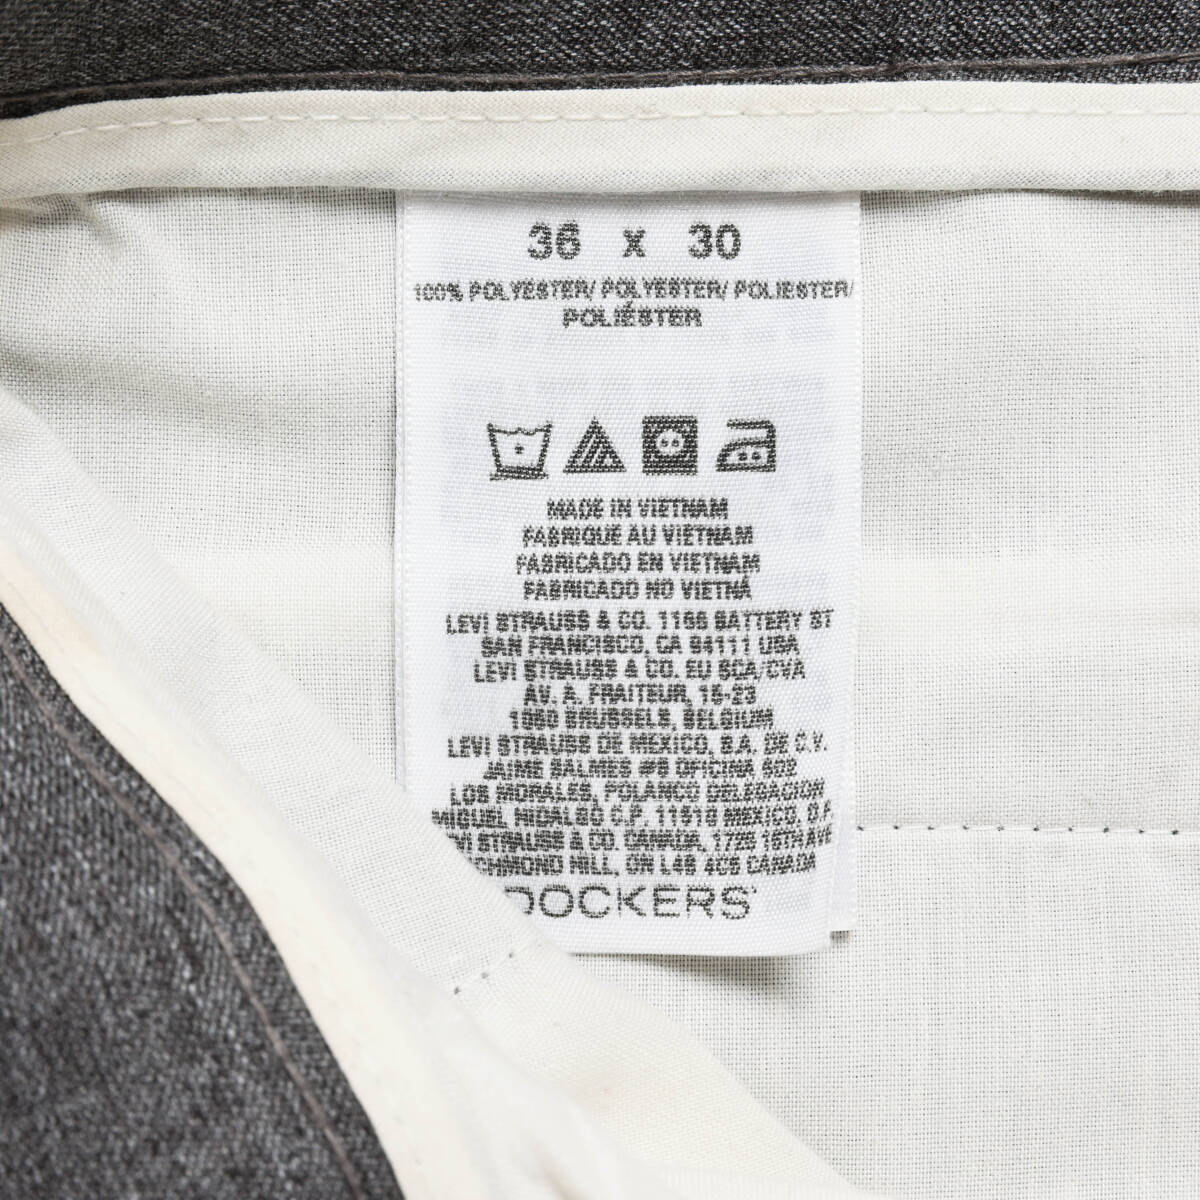 36 x 30
100% POLYESTER/ POLYESTER/ POLIESTER/
POLIÉSTER
MADE IN VIETNAM
FABRIQUÉ AU VIETNAM
FABRICADO EN VIETNAM
FABRICADO NO VIETNÃ
LEVI STRAUSS & CO. 1155 BATTERY ST
SAN FRANCISCO, CA 94111 USA
LEVI STRAUSS & CO. EU SCA/CVA
AV. A. FRAITEUR, 15-23
1050 BRUSSELS, BELGIUM
LEVI STRAUSS DE MEXICO, S.A. DE C.V.
JAIME BALMES #8 OFICINA 602
LOS MORALES, POLANCO DELEGACION
MIGUEL HIDALGO C.P. 11510 MEXICO, D.F.
VI STRAUSS & CO. CANADA, 1725 16TH AVE
CHMOND HILL, ON L4B 4C6 CANADA
DOCKERS